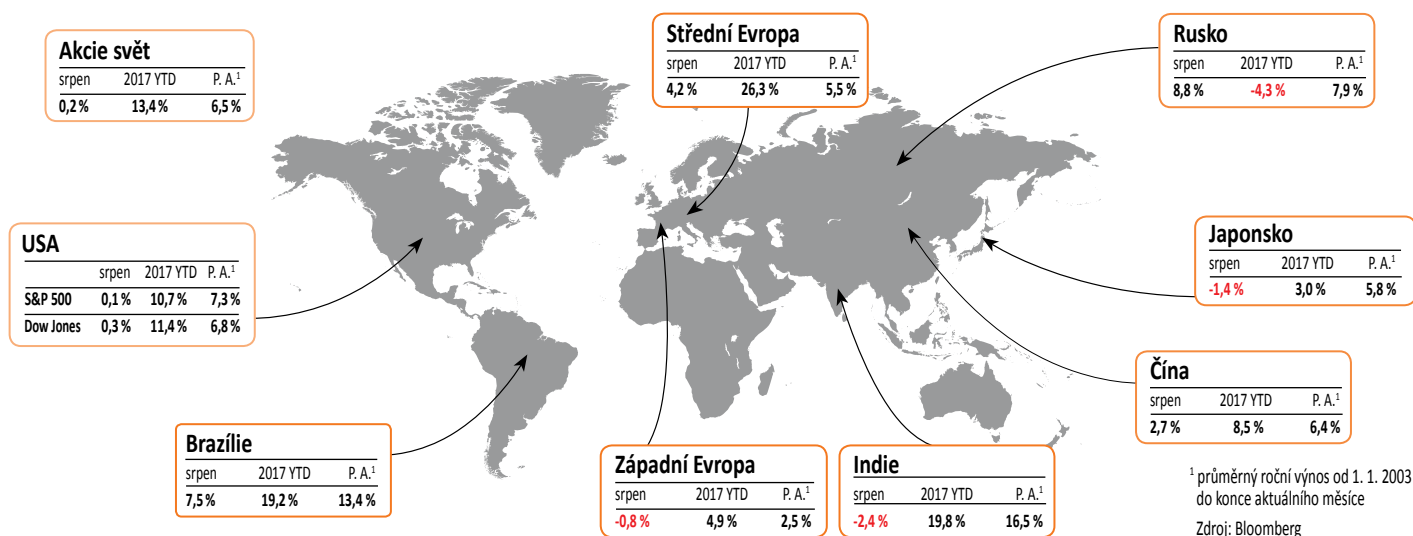 Akcie svět
srpen 2017 YTD P. A.¹
0,2 % 13,4 % 6,5 %
Střední Evropa
srpen 2017 YTD P. A.¹
4,2 % 26,3 % 5,5 %
Rusko
srpen 2017 YTD P. A.¹
8,8 % -4,3 % 7,9 %
USA
srpen 2017 YTD P. A.¹
S&P 500 0,1 % 10,7 % 7,3 %
Dow Jones 0,3 % 11,4 % 6,8 %
Japonsko
srpen 2017 YTD P. A.¹
-1,4 % 3,0 % 5,8 %
Čína
srpen 2017 YTD P. A.¹
2,7 % 8,5 % 6,4 %
Brazílie
srpen 2017 YTD P. A.¹
7,5 % 19,2 % 13,4 %
Západní Evropa
srpen 2017 YTD P. A.¹
-0,8 % 4,9 % 2,5 %
Indie
srpen 2017 YTD P. A.¹
-2,4 % 19,8 % 16,5 %
¹ průměrný roční výnos od 1. 1. 2003
do konce aktuálního měsíce
Zdroj: Bloomberg